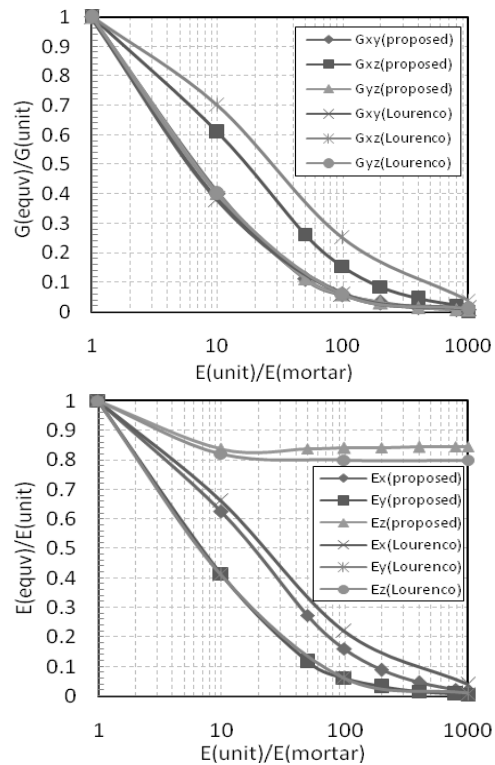 1
0.9
0.8
0.7
0.6
0.5
0.4
0.3
0.2
0.1
0
G(equv)/G(unit)
Gxy(proposed)
Gxz(proposed)
Gyz(proposed)
Gxy(Lourenco)
Gxz(Lourenco)
Gyz(Lourenco)
1 10 100 1000
E(unit)/E(mortar)
1
0.9
0.8
0.7
0.6
0.5
0.4
0.3
0.2
0.1
0
E(equv)/E(unit)
Ex(proposed)
Ey(proposed)
Ez(proposed)
Ex(Lourenco)
Ey(Lourenco)
Ez(Lourenco)
1 10 100 1000
E(unit)/E(mortar)